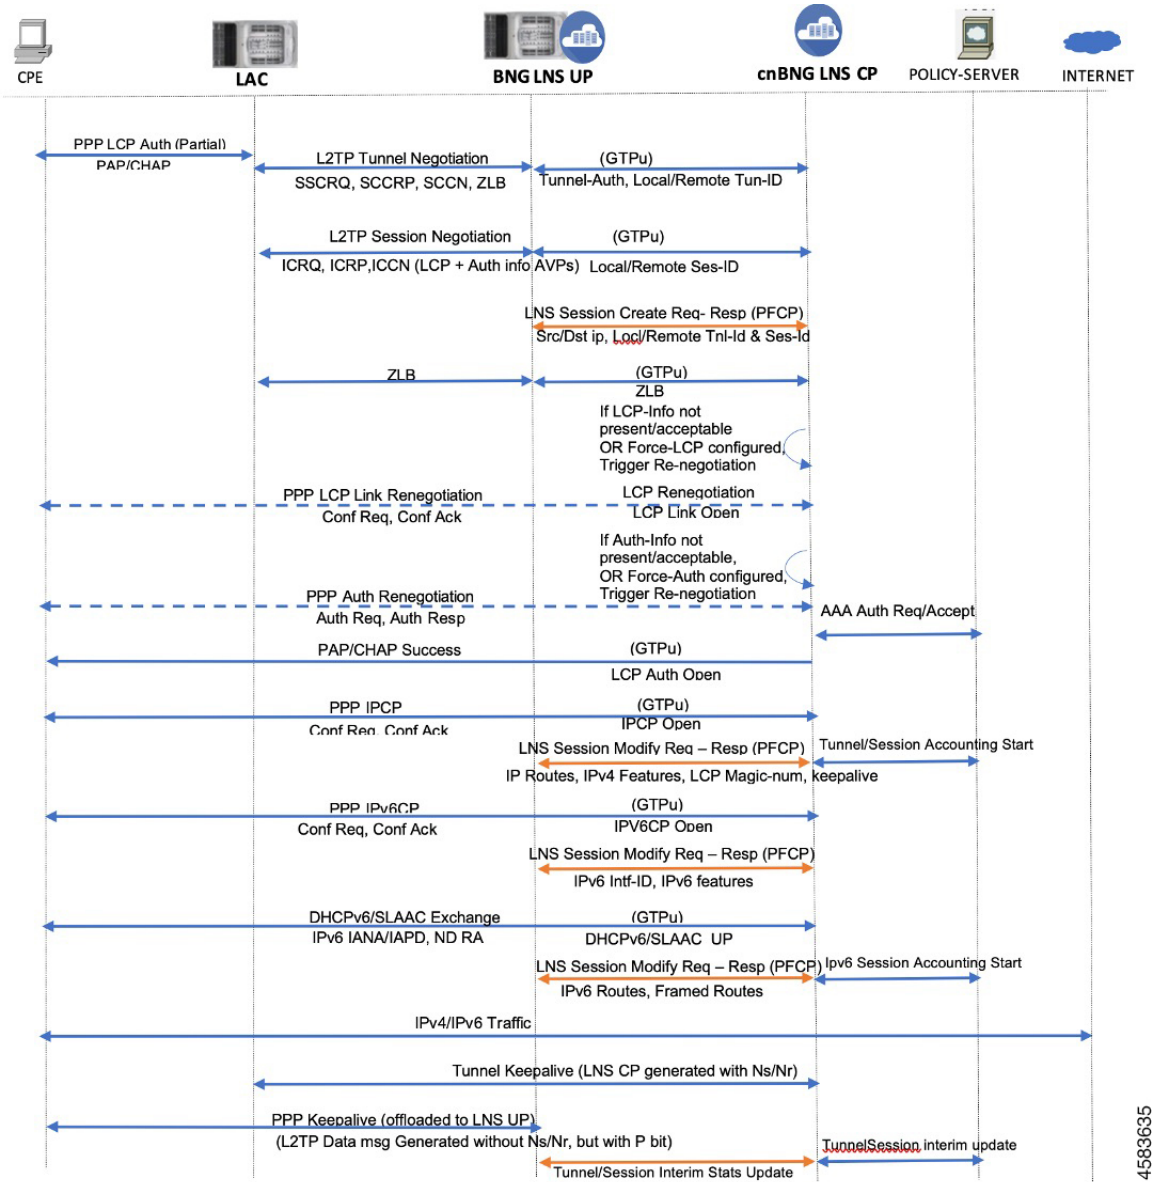 CPE
LAC
BNG LNS UP
cnBNG LNS CP
POLICY-SERVER
INTERNET
PPP LCP Auth (Partial)
PAP/CHAP
L2TP Tunnel Negotiation
(GTPu)
SSCRQ, SCCRP, SCCN, ZLB
Tunnel-Auth, Local/Remote Tun-ID
L2TP Session Negotiation
(GTPu)
ICRQ, ICRP,ICCN (LCP + Auth info AVPs)
Local/Remote Ses-ID
LNS Session Create Req- Resp (PFCP)
Src/Dst ip, Locl/Remote Tnl-Id & Ses-Id
ZLB
(GTPu)
ZLB
If LCP-Info not
present/acceptable
OR Force-LCP configured,
Trigger Re-negotiation
PPP LCP Link Renegotiation
LCP Renegotiation
Conf Req, Conf Ack
LCP Link Open
If Auth-Info not
present/acceptable,
OR Force-Auth configured,
Trigger Re-negotiation
PPP Auth Renegotiation
Auth Req, Auth Resp
AAA Auth Req/Accept
PAP/CHAP Success
(GTPu)
LCP Auth Open
PPP IPCP
(GTPu)
Conf Req, Conf Ack
IPCP Open
LNS Session Modify Req – Resp (PFCP)
Tunnel/Session Accounting Start
IP Routes, IPv4 Features, LCP Magic-num, keepalive
PPP IPv6CP
(GTPu)
Conf Req, Conf Ack
IPV6CP Open
LNS Session Modify Req – Resp (PFCP)
IPv6 Intf-ID, IPv6 features
DHCPv6/SLAAC Exchange
(GTPu)
IPv6 IANA/IAPD, ND RA
DHCPv6/SLAAC UP
LNS Session Modify Req – Resp (PFCP)
Ipv6 Session Accounting Start
IPv6 Routes, Framed Routes
IPv4/IPv6 Traffic
Tunnel Keepalive (LNS CP generated with Ns/Nr)
PPP Keepalive (offloaded to LNS UP)
(L2TP Data msg Generated without Ns/Nr, but with P bit)
TunnelSession interim update
Tunnel/Session Interim Stats Update
4583635